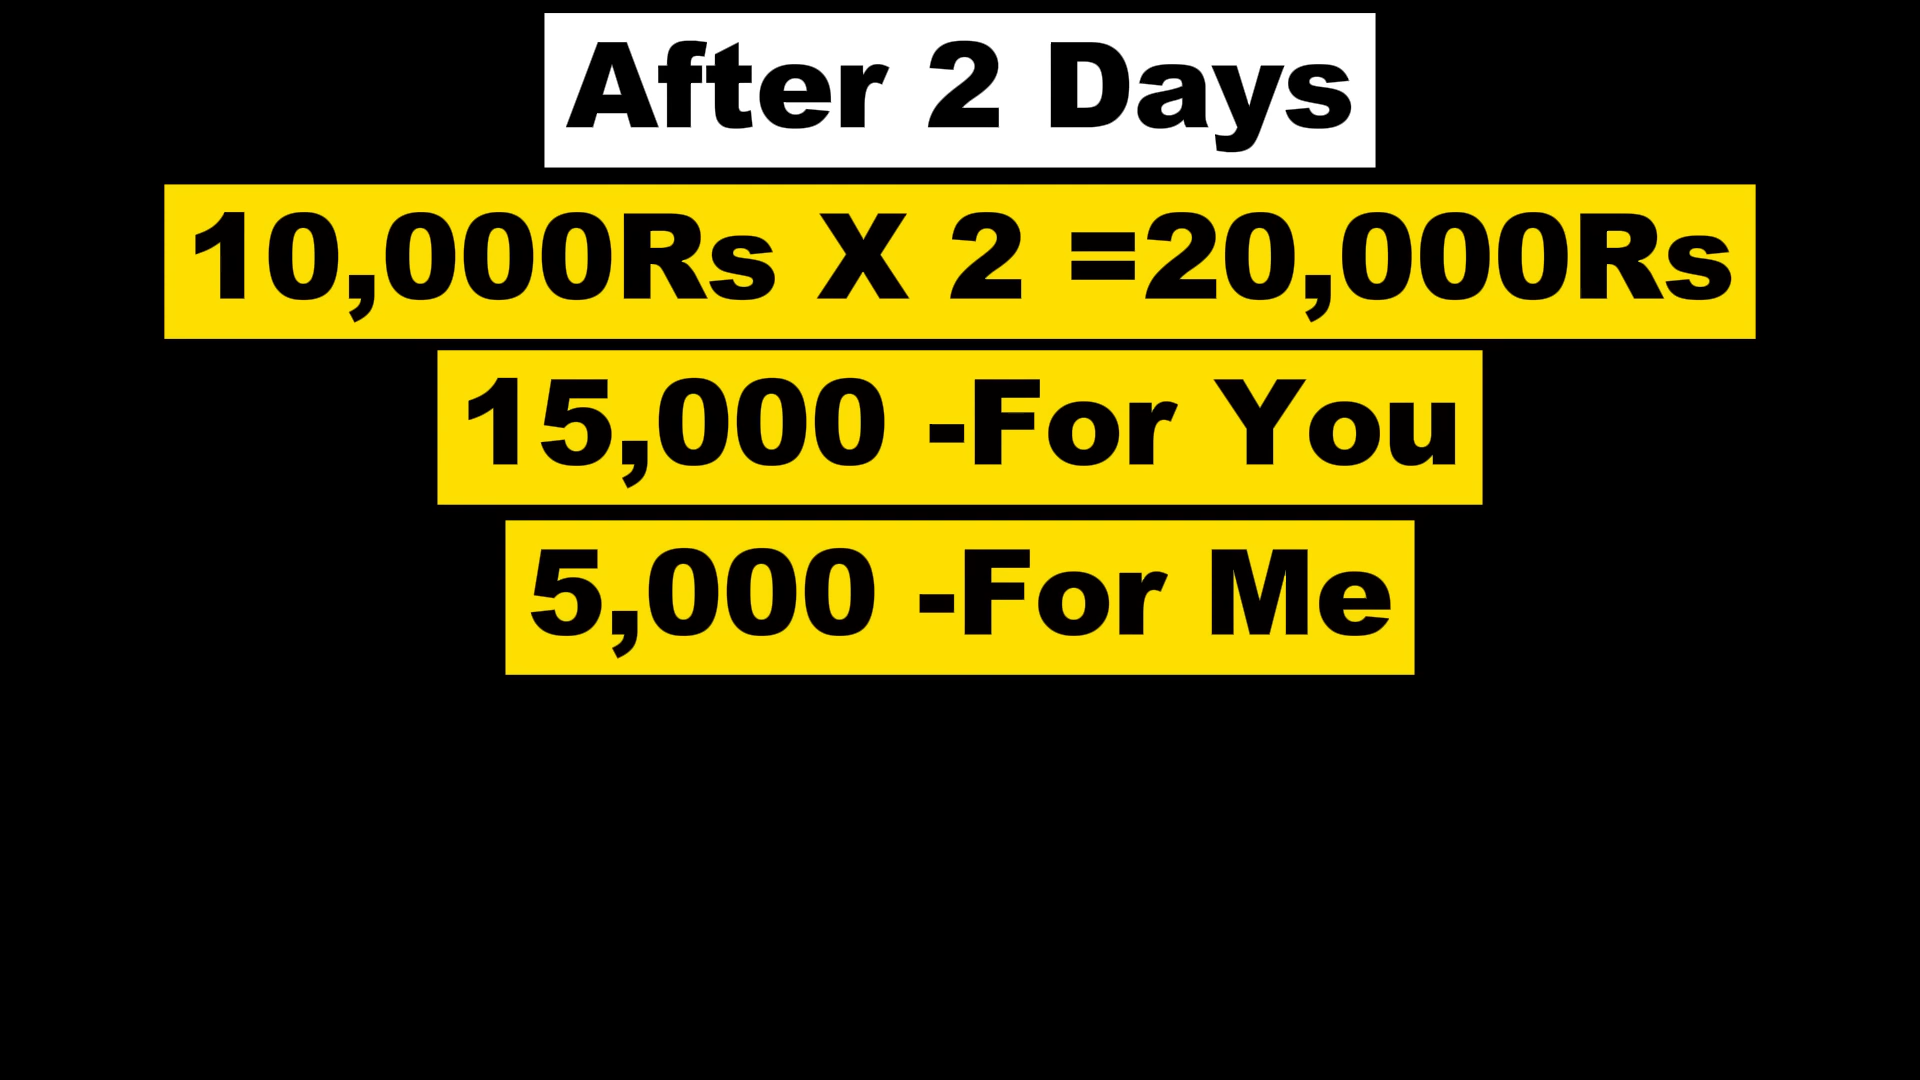 After 2 Days
10,000Rs X 2 =20,000Rs
15,000 -For You
5,000 -For Me